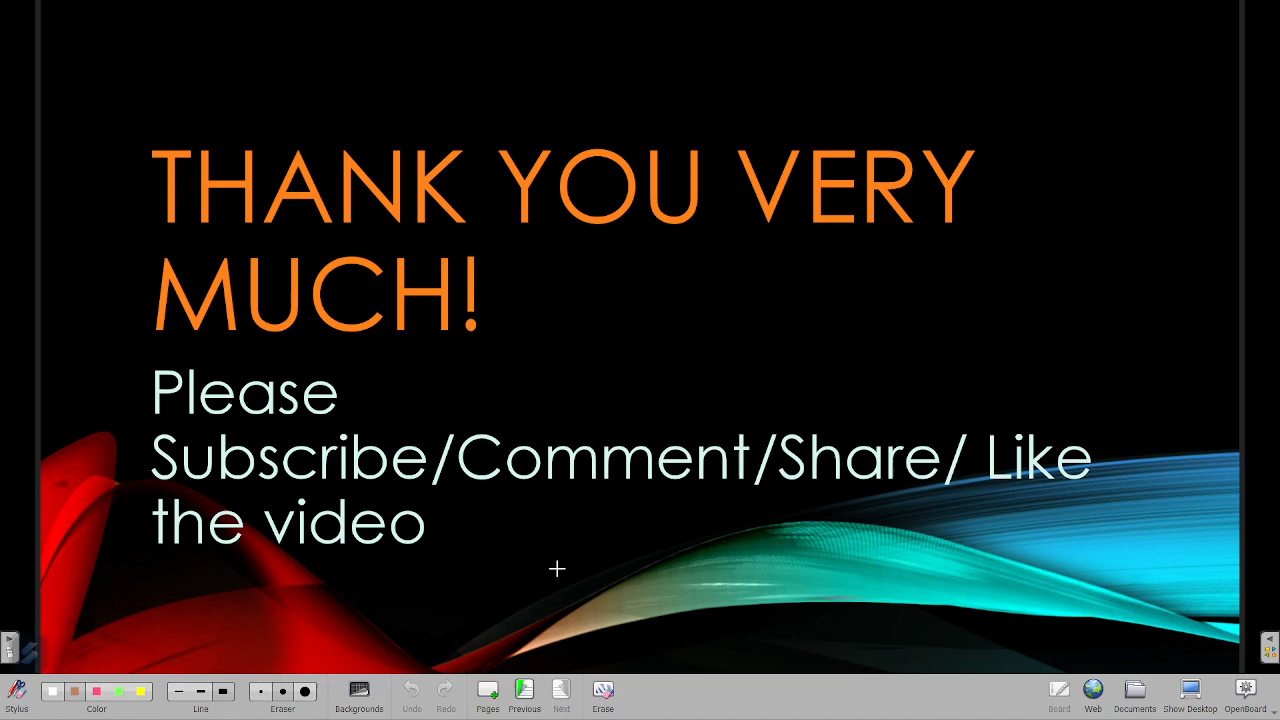 THANK YOU VERY
MUCH!
Please
Subscribe/Comment/Share/ Like
the video
Stylus
Color
Line
Eraser
Backgrounds
Undo
Redo
Pages
Previous
Next
Erase
Board
Web
Documents
Show Desktop
OpenBoard